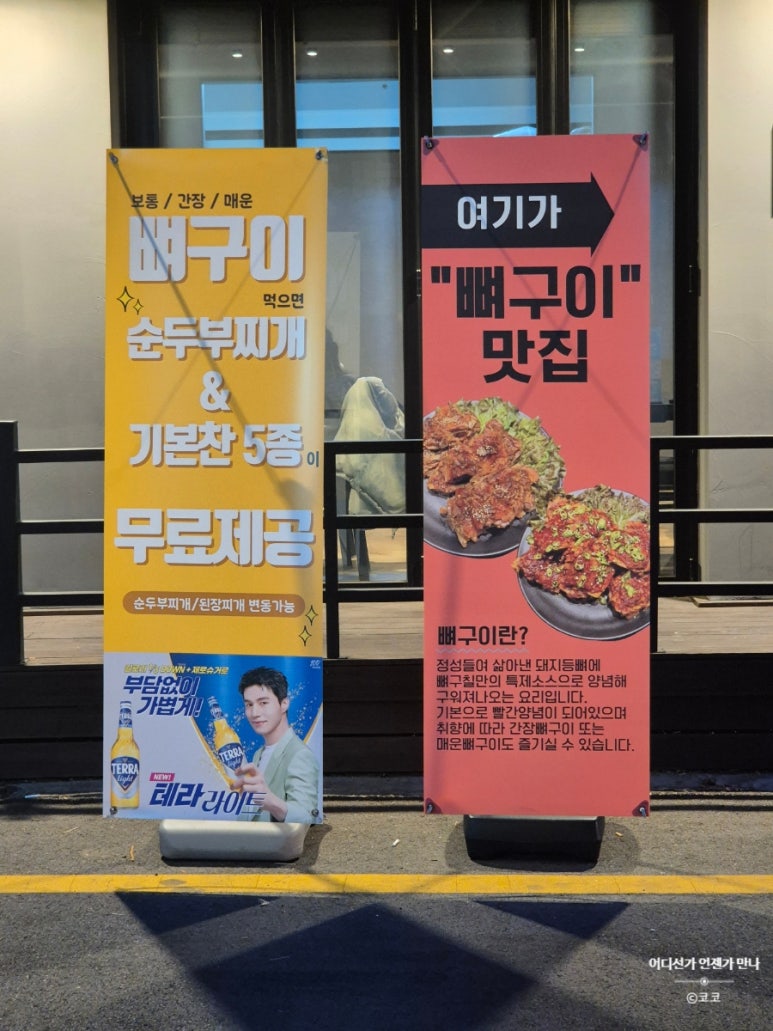 보통 / 간장 / 매운
뼈구이
먹으면
순두부찌개
&
기본찬 5종이
무료제공
순두부찌개/된장찌개 변동가능
부담없이
가볍게!
TERRA
light
TERRA
light
NEW!
테라 라이트
여기가
"뼈구이"
맛집
뼈구이란?
정성들여 삶아낸 돼지등뼈에
뼈구칠만의 특제소스로 양념해
구워져나오는 요리입니다.
기본으로 빨간양념이 되어있으며
취향에 따라 간장뼈구이 또는
매운뼈구이도 즐기실 수 있습니다.
어디선가 언젠가 만나
©코코